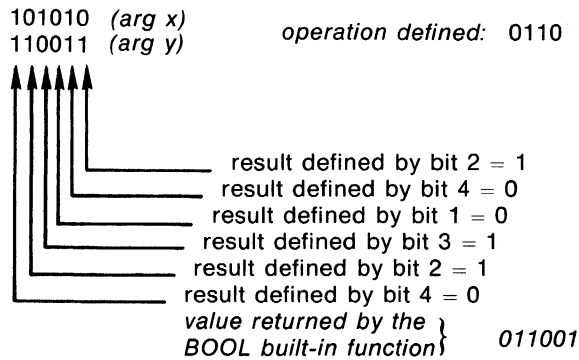 101010 (arg x)
operation defined: 0110
110011 (arg y)
result defined by bit 2 = 1
result defined by bit 4 = 0
result defined by bit 1 = 0
result defined by bit 3 = 1
result defined by bit 2 = 1
result defined by bit 4 = 0
value returned by the
BOOL built-in function} 011001